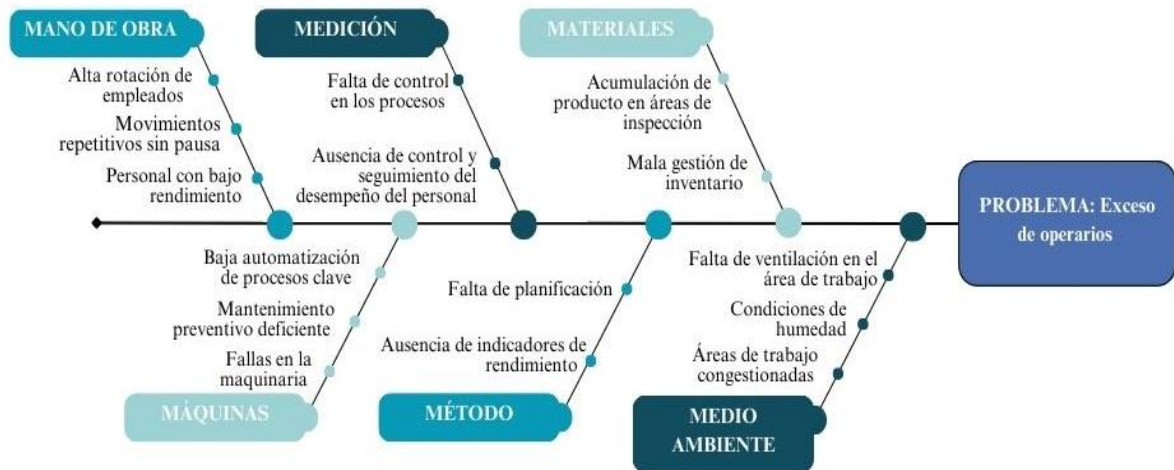 MANO DE OBRA
Alta rotación de
empleados
Movimientos
repetitivos sin pausa
Personal con bajo
rendimiento
MEDICIÓN
Falta de control
en los procesos
Ausencia de control y
seguimiento del
desempeño del personal
MATERIALES
Acumulación de
producto en áreas de
inspección
Mala gestión de
inventario
PROBLEMA: Exceso
de operarios
Baja automatización
de procesos clave
Mantenimiento
preventivo deficiente
Fallas en la
maquinaria
MÁQUINAS
Falta de planificación
Ausencia de indicadores de
rendimiento
MÉTODO
Falta de ventilación en el
área de trabajo
Condiciones de
humedad
Áreas de trabajo
congestionadas
MEDIO
AMBIENTE